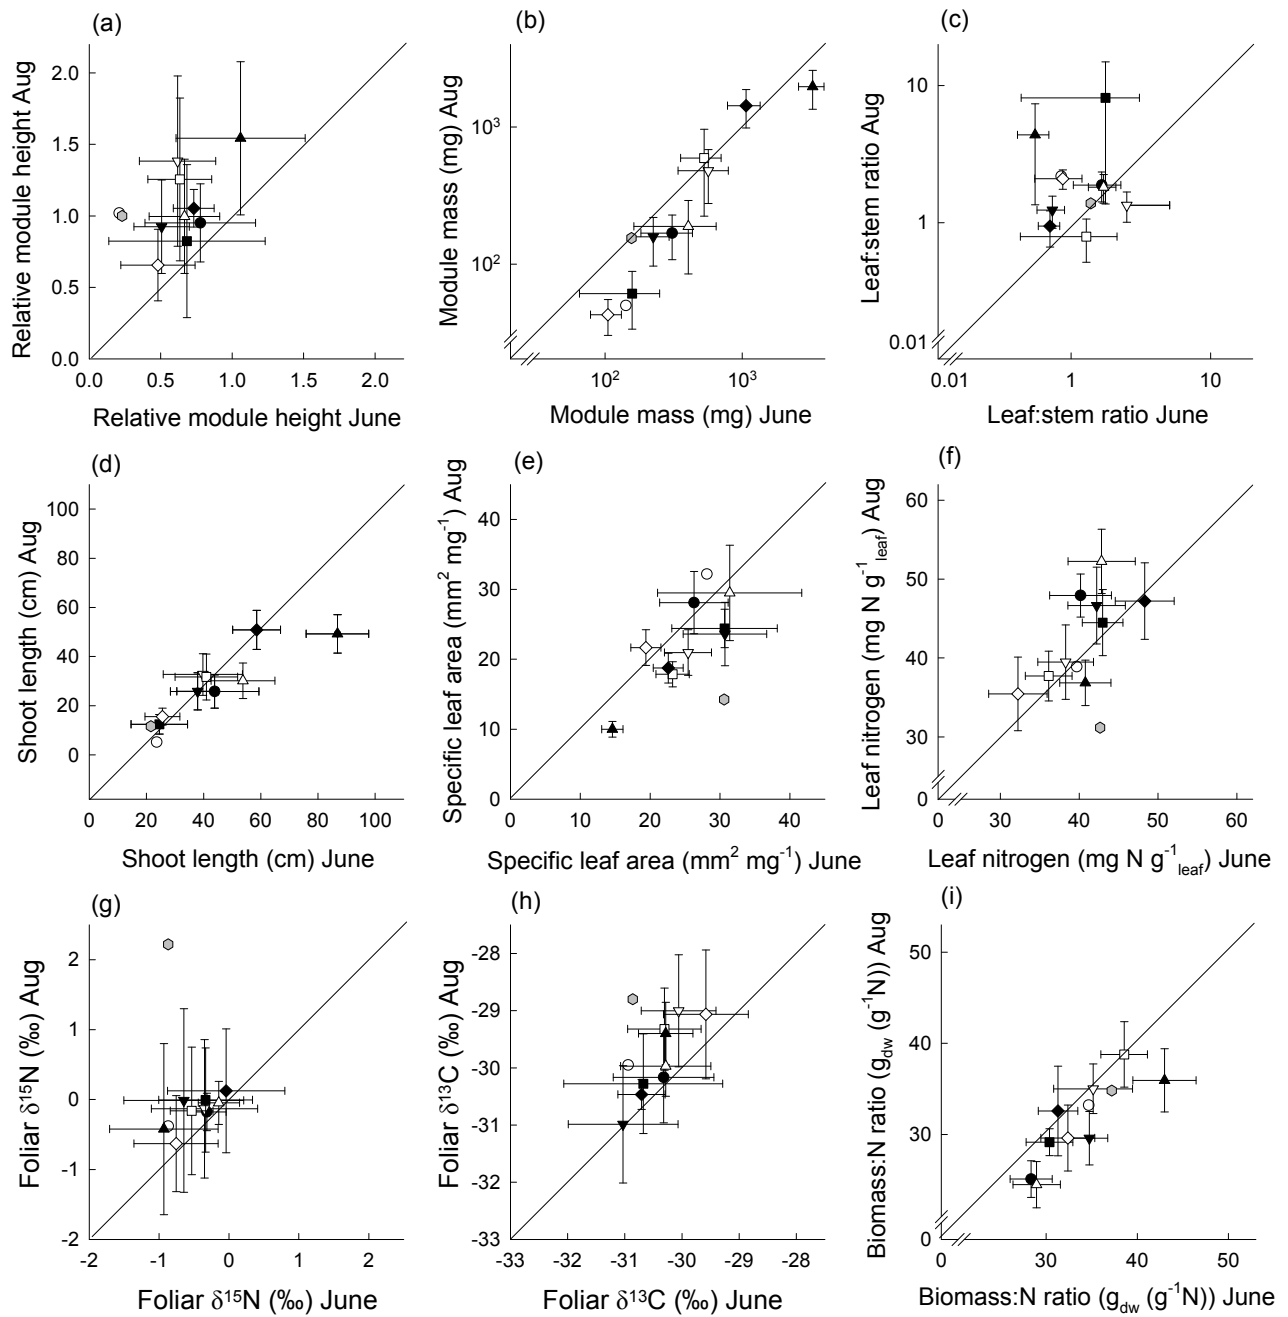 (a)
Relative module height Aug
2.0
1.5
1.0
0.5
0.0
0.0 0.5 1.0 2.0
Relative module height June
(b)
Module mass (mg) Aug
10³
10²
10² 10³
Module mass (mg) June
(c)
Leaf:stem ratio Aug
10
1
0.01
0.01 1 10
Leaf:stem ratio June
(d)
Shoot length (cm) Aug
100
80
60
40
20
0
0 20 40 60 80 100
Shoot length (cm) June
(e)
Specific leaf area (mm² mg⁻¹) Aug
40
30
20
10
0
0 10 20 30 40
Specific leaf area (mm² mg⁻¹) June
(f)
Leaf nitrogen (mg N g⁻¹leaf) Aug
60
50
40
30
0
0 30 40 50 60
Leaf nitrogen (mg N g⁻¹leaf) June
(g)
Foliar δ¹⁵N (‰) Aug
2
1
0
-1
-2
-2 -1 0 1 2
Foliar δ¹⁵N (‰) June
(h)
Foliar δ¹³C (‰) Aug
-28
-29
-30
-31
-32
-33
-33 -32 -31 -30 -29 -28
Foliar δ¹³C (‰) June
(i)
Biomass:N ratio (gdw (g⁻¹N)) Aug
50
40
30
0
0 30 40 50
Biomass:N ratio (gdw (g⁻¹N)) June